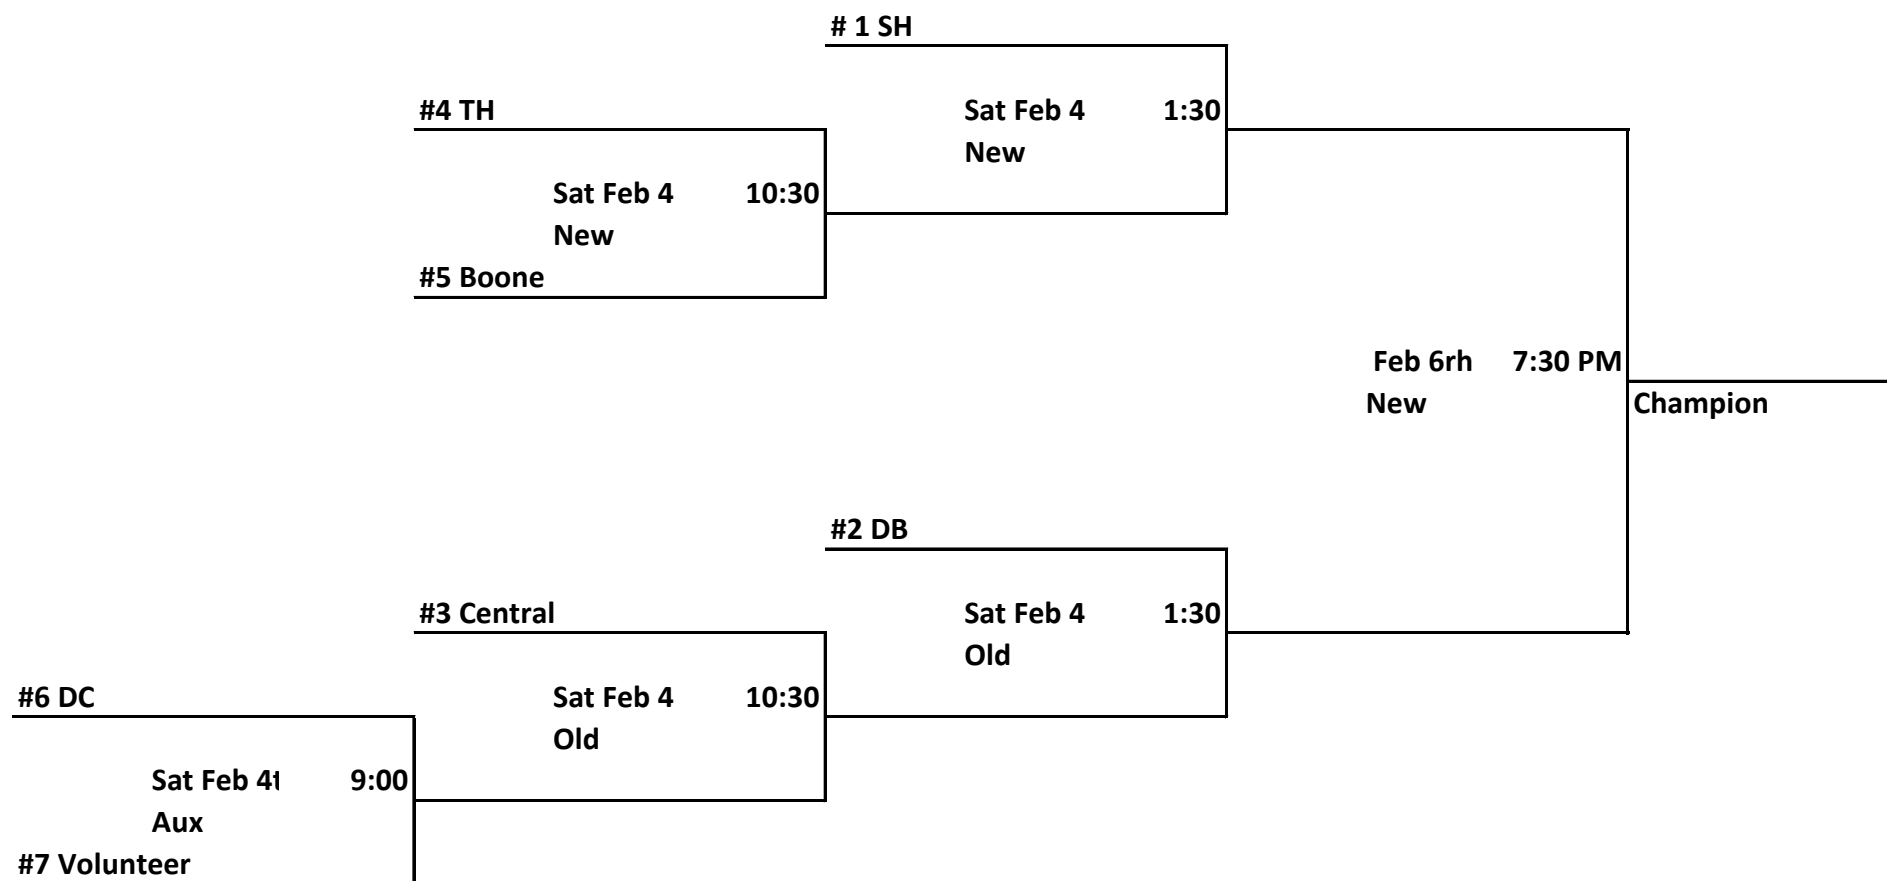 # 1 SH
#4 TH
Sat Feb 4 1:30
New
Sat Feb 4 10:30
New
#5 Boone
Feb 6rh 7:30 PM
New
Champion
#2 DB
#3 Central
Sat Feb 4 1:30
Old
#6 DC
Sat Feb 4 10:30
Old
Sat Feb 4t 9:00
Aux
#7 Volunteer